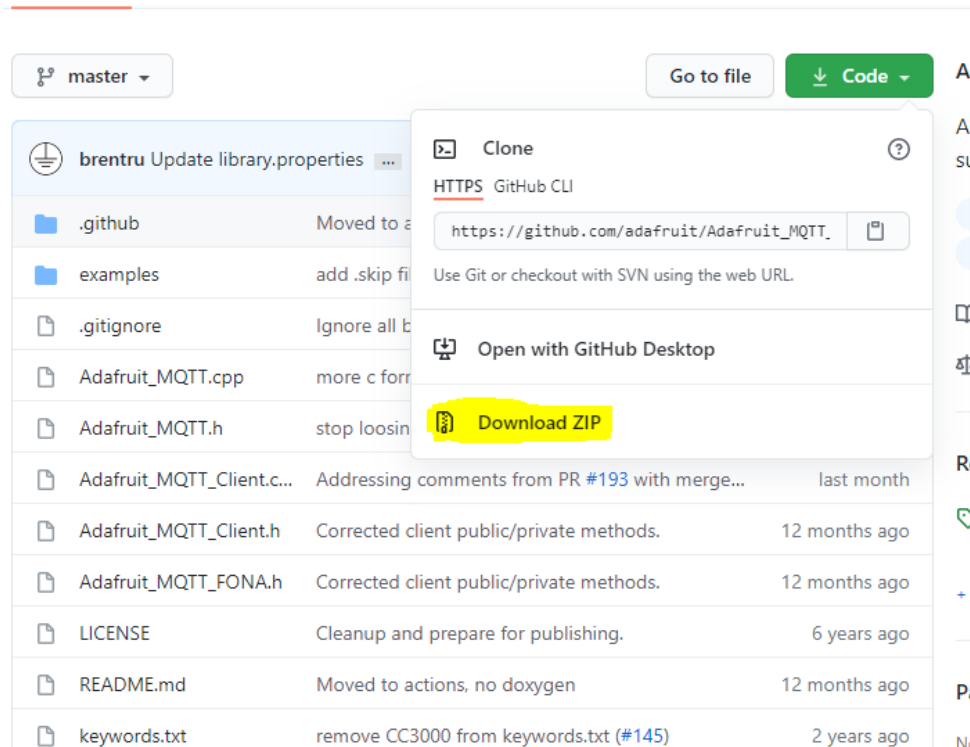 master
Go to file
Code
brentru Update library.properties ...
Clone
HTTPS GitHub CLI
https://github.com/adafruit/Adafruit_MQTT_
Use Git or checkout with SVN using the web URL.
Open with GitHub Desktop
Download ZIP
.github Moved to a
examples add .skip fi
.gitignore Ignore all b
Adafruit_MQTT.cpp more c for
Adafruit_MQTT.h stop loosin
Adafruit_MQTT_Client.c... Addressing comments from PR #193 with merge... last month
Adafruit_MQTT_Client.h Corrected client public/private methods. 12 months ago
Adafruit_MQTT_FONA.h Corrected client public/private methods. 12 months ago
LICENSE Cleanup and prepare for publishing. 6 years ago
README.md Moved to actions, no doxygen 12 months ago
keywords.txt remove CC3000 from keywords.txt (#145) 2 years ago